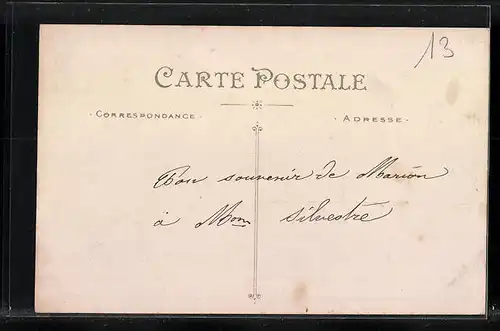 13
CARTE POSTALE
· CORRESPONDANCE · · ADRESSE ·
Bon souvenir de Marion
à Mon Silvestre